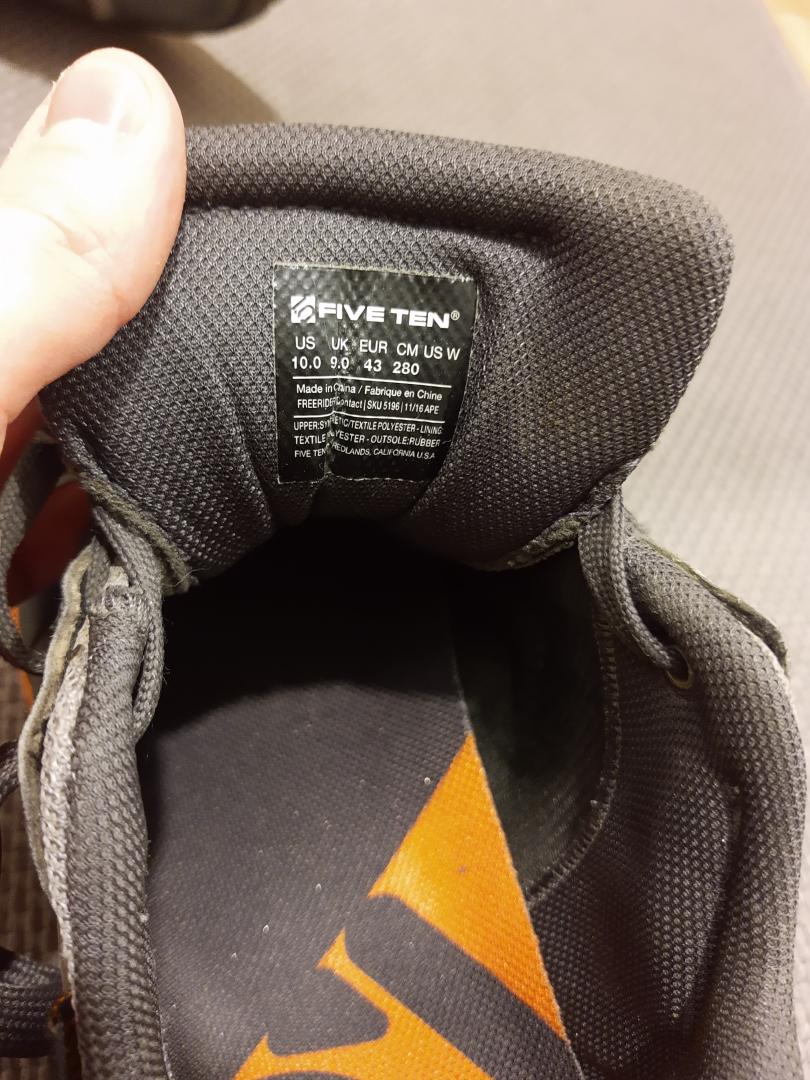 FIVE TEN®
US UK EUR CM US W
10.0 9.0 43 280
Made in China / Fabrique en Chine
FREERIDER Contact | SKU 5196 | 11/16 APE
UPPER:SYNTHETIC/TEXTILE POLYESTER - LINING:
TEXTILE POLYESTER - OUTSOLE:RUBBER
FIVE TEN REDLANDS, CALIFORNIA U.S.A